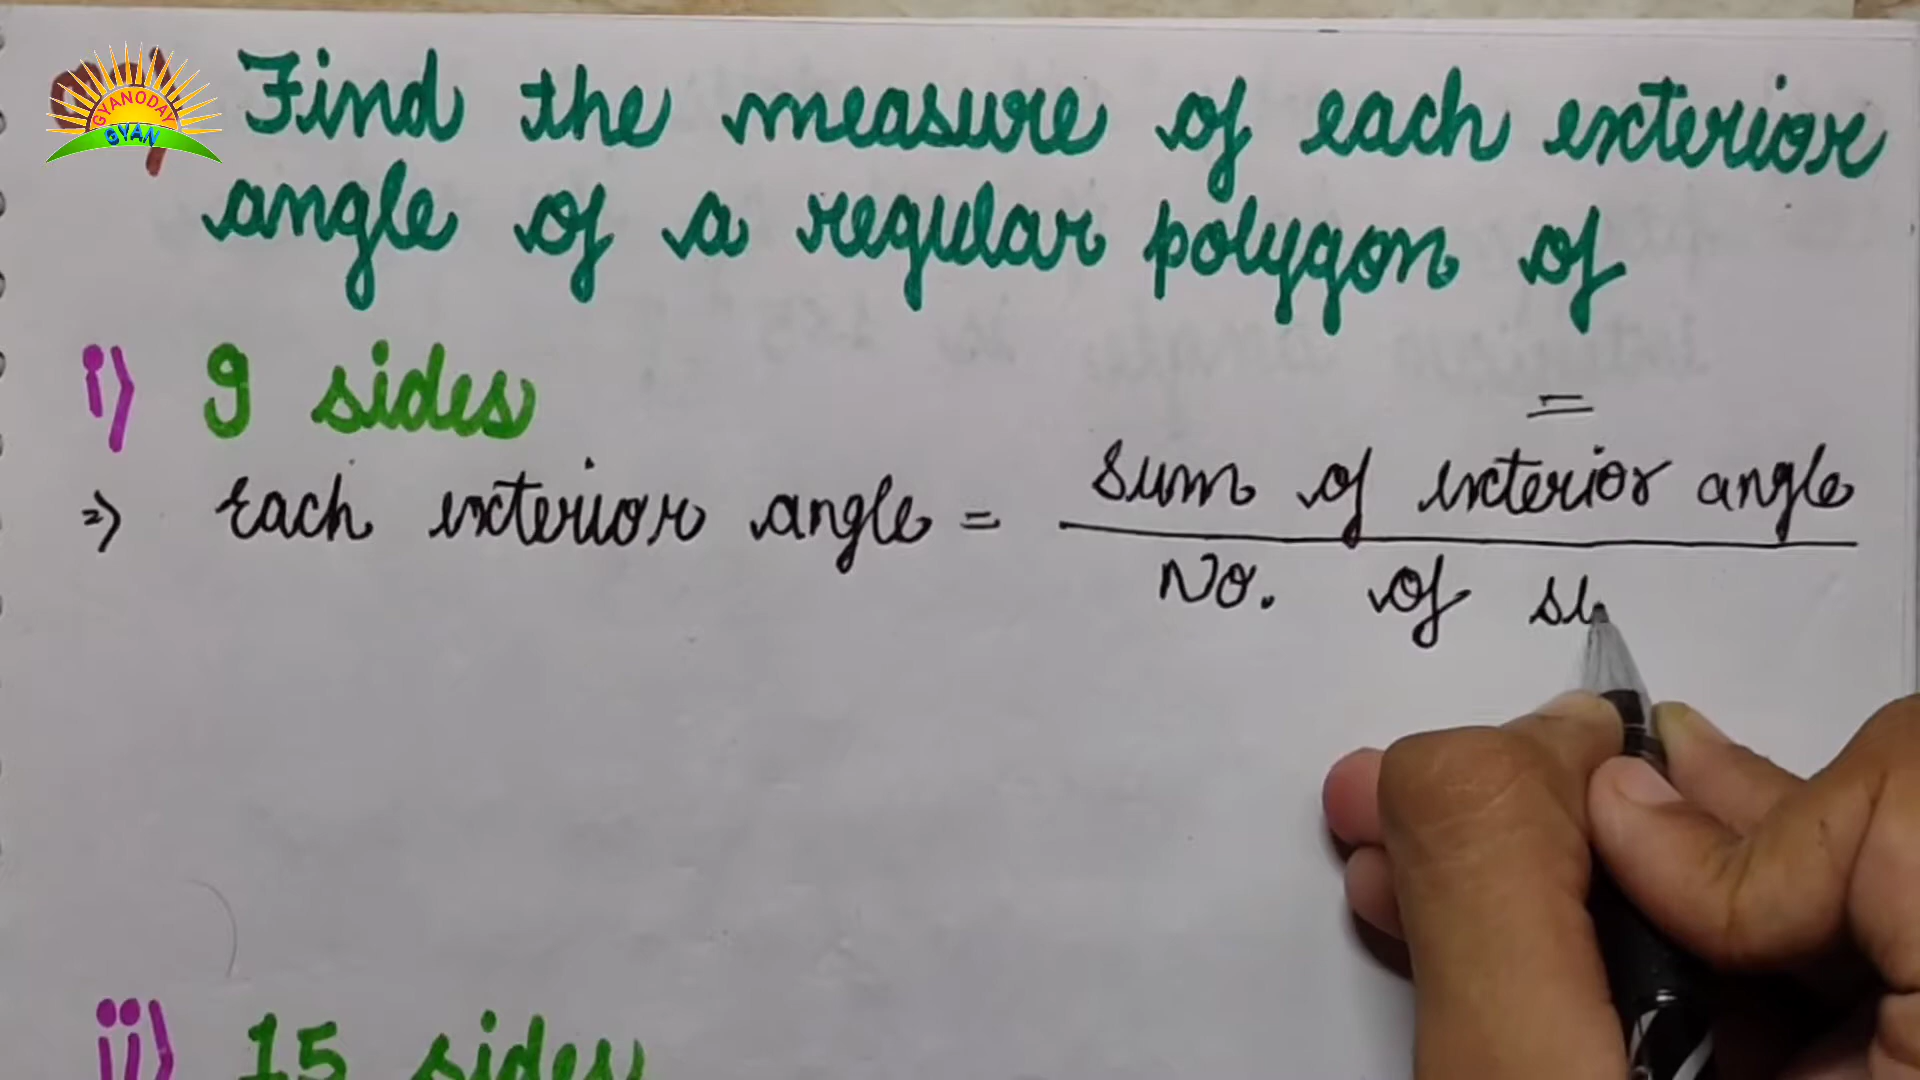 GYANODAY
GYAN
Find the measure of each exterior
angle of a regular polygon of
i) 9 sides
=
⇒ Each exterior angle = sum of exterior angle
No. of si
ii) 15 sides